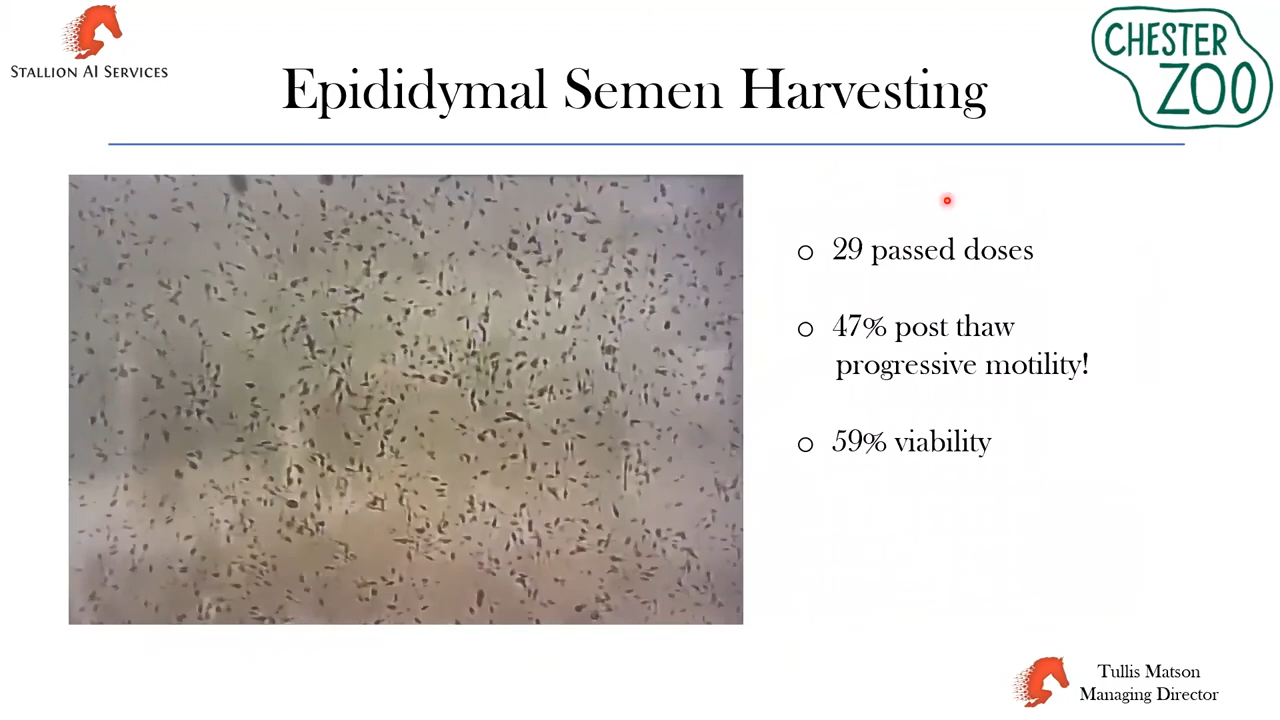 STALLION AI SERVICES
CHESTER
ZOO
Epididymal Semen Harvesting
29 passed doses
47% post thaw
progressive motility!
59% viability
Tullis Matson
Managing Director